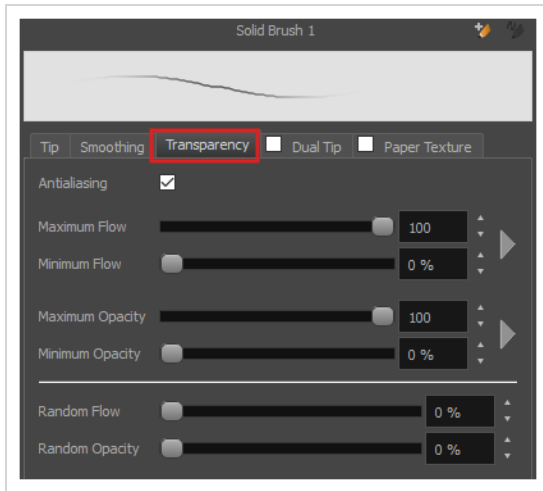 Solid Brush 1
Tip Smoothing Transparency Dual Tip Paper Texture
Antialiasing
Maximum Flow 100
Minimum Flow 0 %
Maximum Opacity 100
Minimum Opacity 0 %
Random Flow 0 %
Random Opacity 0 %